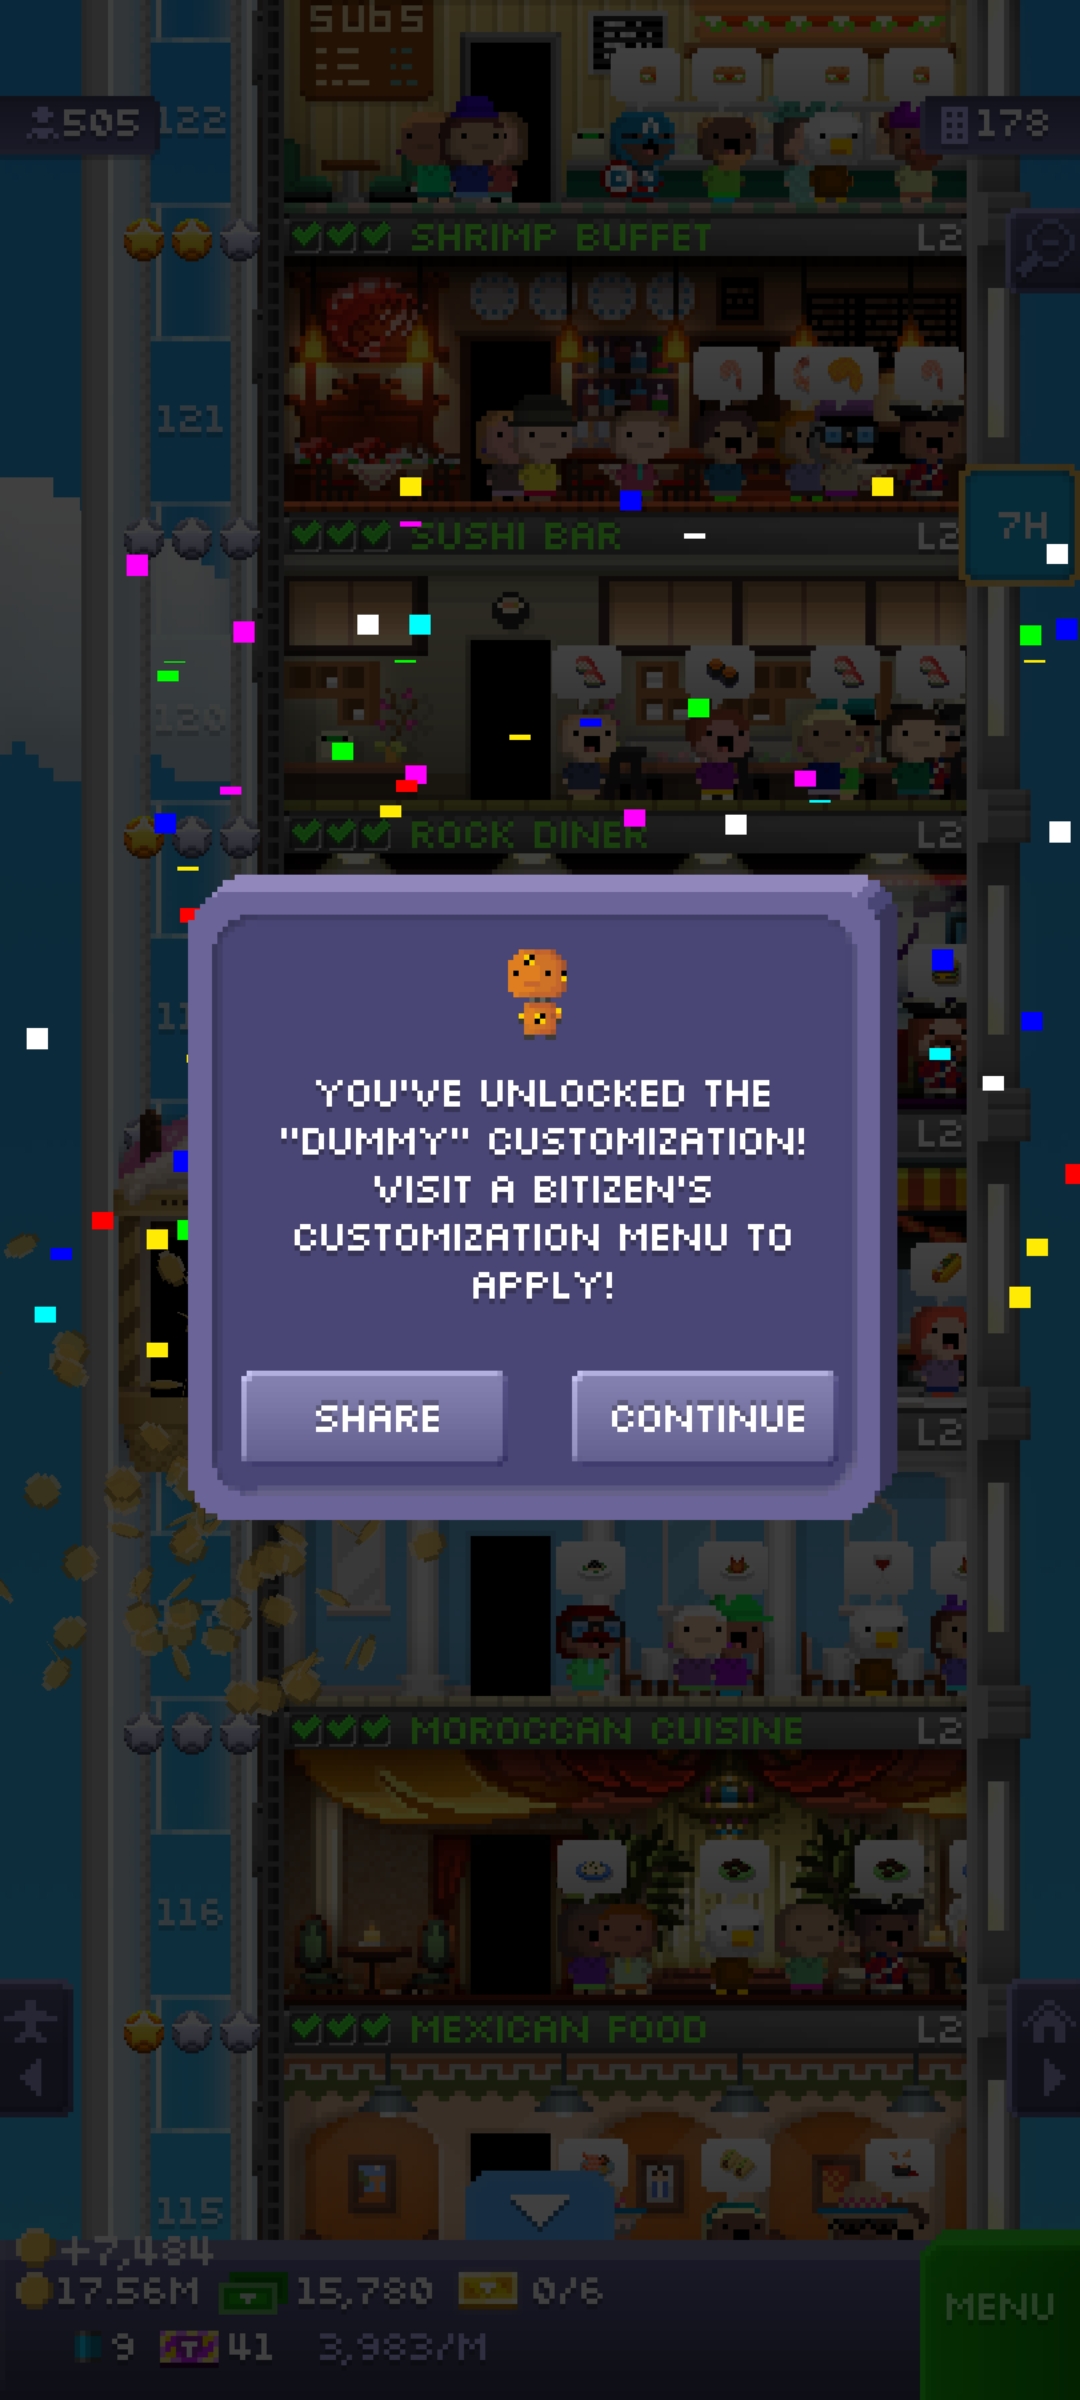 SUBS
505
122
178
SHRIMP BUFFET
L2
121
7H
SUSHI BAR
L2
120
ROCK DINER
L2
YOU'VE UNLOCKED THE
"DUMMY" CUSTOMIZATION!
VISIT A BITIZEN'S
CUSTOMIZATION MENU TO
APPLY!
SHARE
CONTINUE
L2
L2
MOROCCAN CUISINE
L2
116
MEXICAN FOOD
L2
115
+7,484
17.56M
15,780
0/6
MENU
9
41
3,983/M